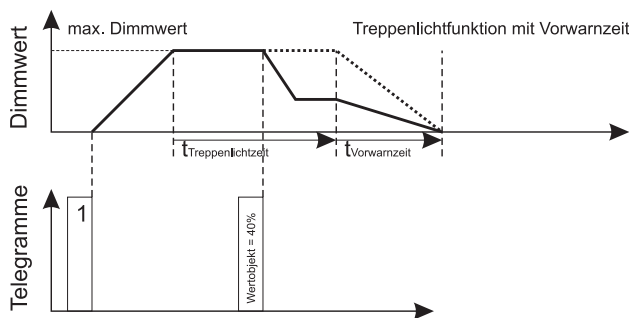 max. Dimmwert
Treppenlichtfunktion mit Vorwarnzeit
Dimmwert
tTreppenlichtzeit
tVorwarnzeit
Telegramme
1
Wertobjekt = 40%